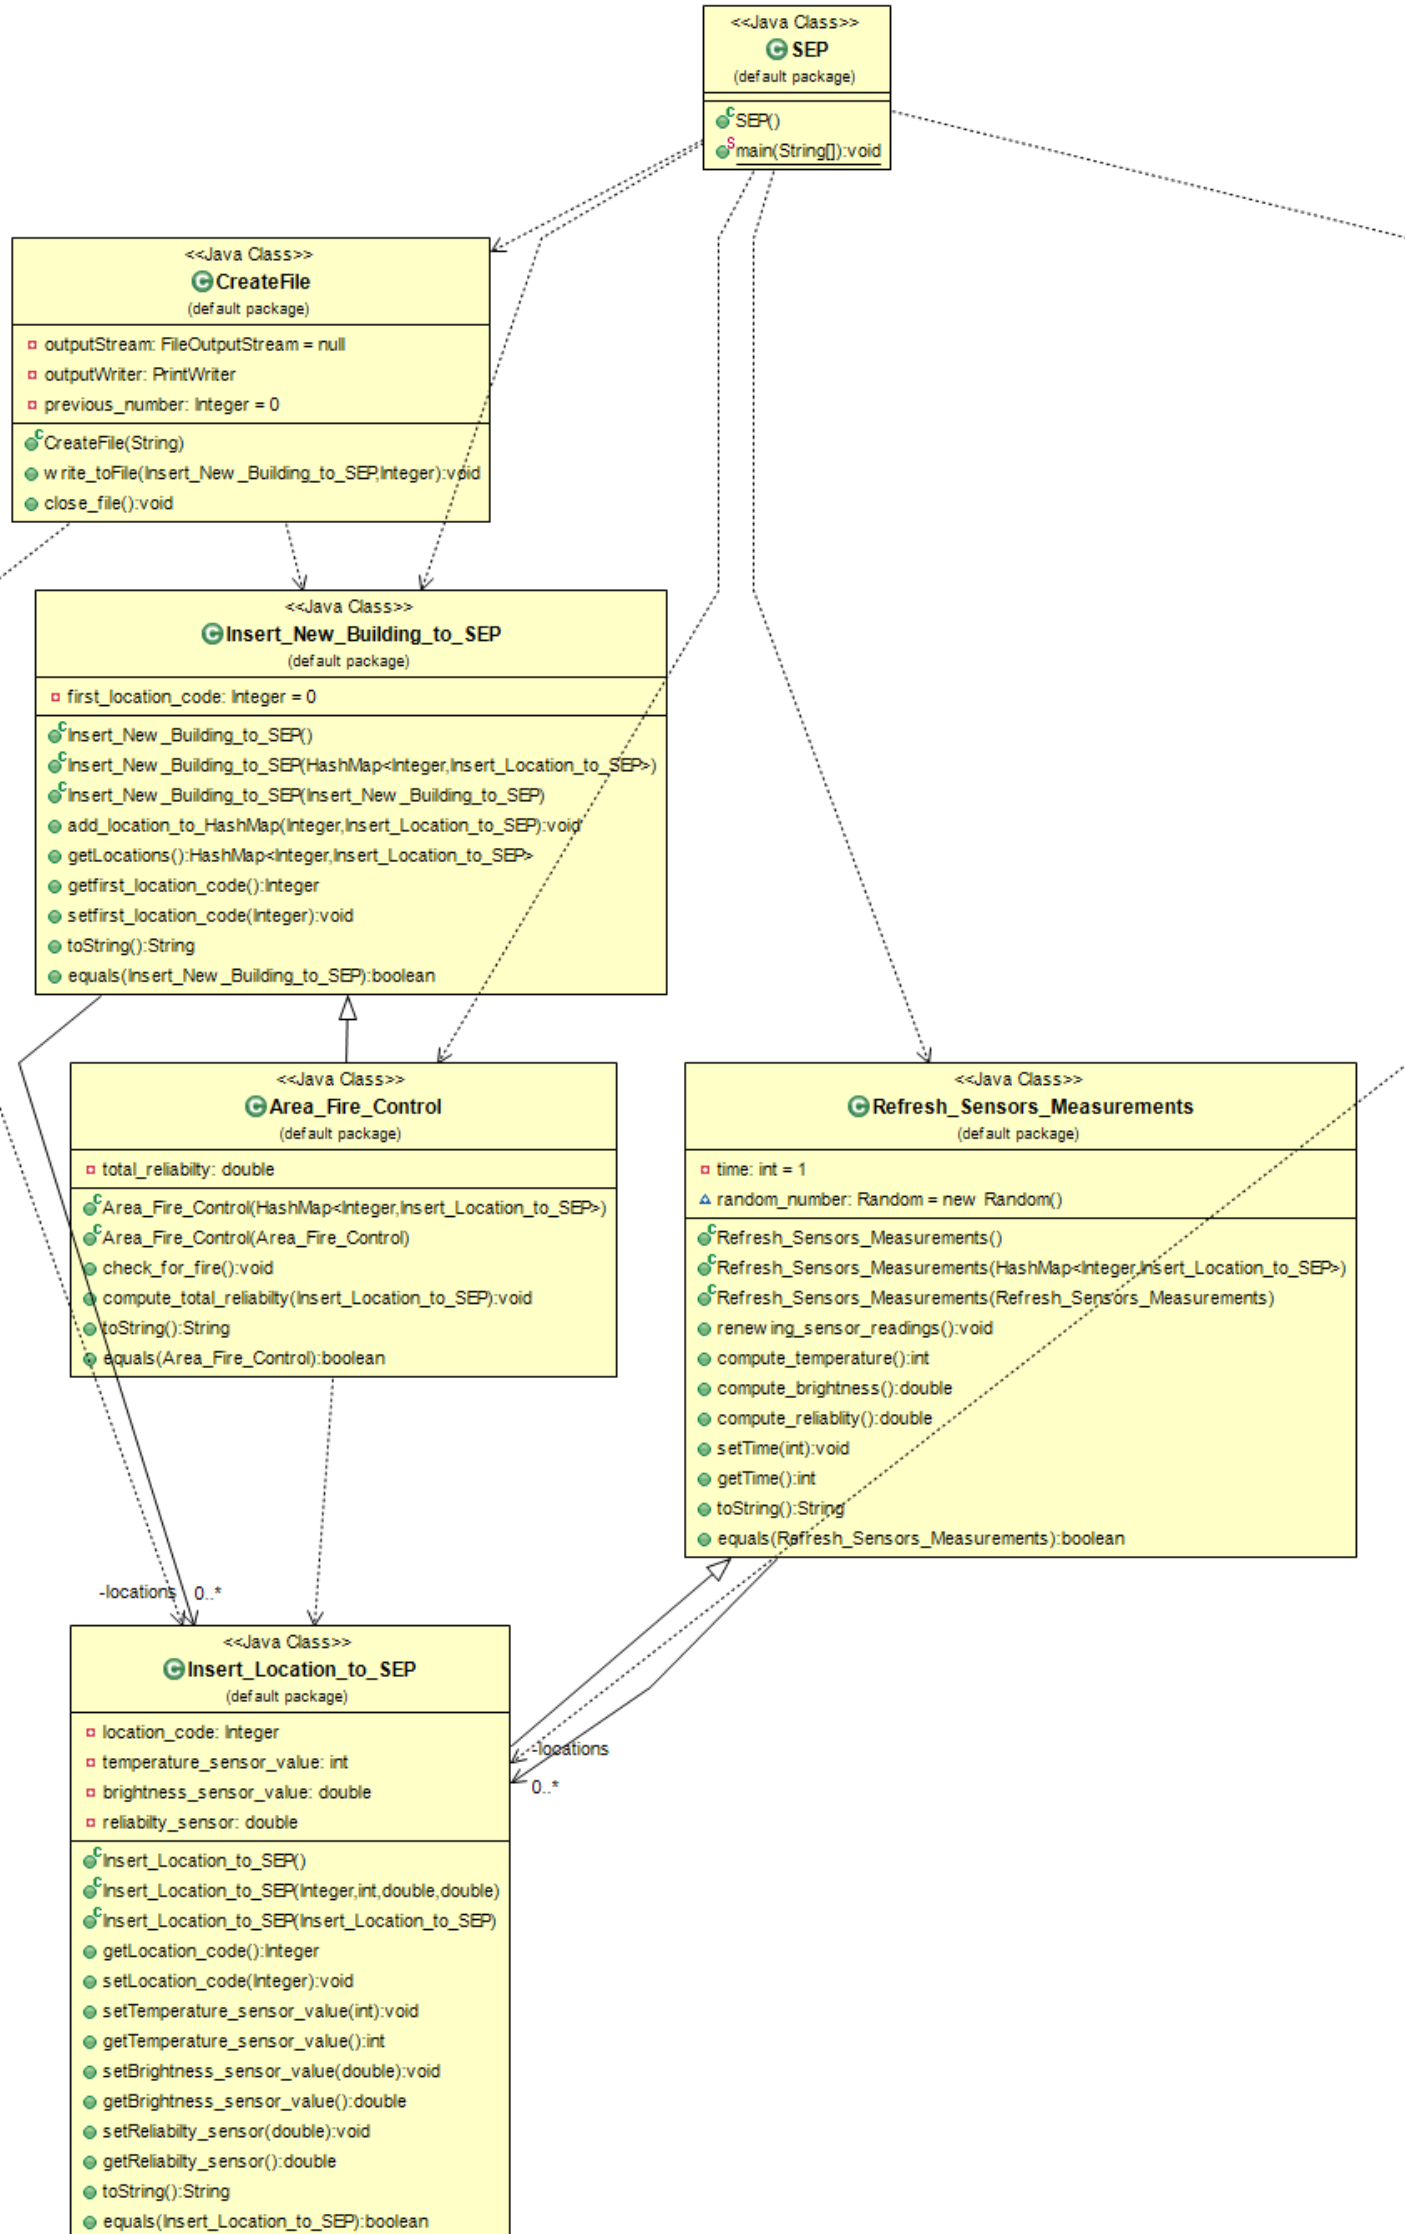 <<Java Class>>
SEP
(default package)
SEP()
main(String[]):void
<<Java Class>>
CreateFile
(default package)
outputStream: FileOutputStream = null
outputWriter: PrintWriter
previous_number: Integer = 0
CreateFile(String)
write_toFile(Insert_New_Building_to_SEP,Integer):void
close_file():void
<<Java Class>>
Insert_New_Building_to_SEP
(default package)
first_location_code: Integer = 0
Insert_New_Building_to_SEP()
Insert_New_Building_to_SEP(HashMap<Integer,Insert_Location_to_SEP>)
Insert_New_Building_to_SEP(Insert_New_Building_to_SEP)
add_location_to_HashMap(Integer,Insert_Location_to_SEP):void
getLocations():HashMap<Integer,Insert_Location_to_SEP>
getfirst_location_code():Integer
setfirst_location_code(Integer):void
toString():String
equals(Insert_New_Building_to_SEP):boolean
<<Java Class>>
Area_Fire_Control
(default package)
total_reliabilty: double
Area_Fire_Control(HashMap<Integer,Insert_Location_to_SEP>)
Area_Fire_Control(Area_Fire_Control)
check_for_fire():void
compute_total_reliabilty(Insert_Location_to_SEP):void
toString():String
equals(Area_Fire_Control):boolean
<<Java Class>>
Refresh_Sensors_Measurements
(default package)
time: int = 1
random_number: Random = new Random()
Refresh_Sensors_Measurements()
Refresh_Sensors_Measurements(HashMap<Integer,Insert_Location_to_SEP>)
Refresh_Sensors_Measurements(Refresh_Sensors_Measurements)
renewing_sensor_readings():void
compute_temperature():int
compute_brightness():double
compute_reliablity():double
setTime(int):void
getTime():int
toString():String
equals(Refresh_Sensors_Measurements):boolean
-locations 0..*
<<Java Class>>
Insert_Location_to_SEP
(default package)
location_code: Integer
temperature_sensor_value: int
brightness_sensor_value: double
reliabilty_sensor: double
Insert_Location_to_SEP()
Insert_Location_to_SEP(Integer,int,double,double)
Insert_Location_to_SEP(Insert_Location_to_SEP)
getLocation_code():Integer
setLocation_code(Integer):void
setTemperature_sensor_value(int):void
getTemperature_sensor_value():int
setBrightness_sensor_value(double):void
getBrightness_sensor_value():double
setReliabilty_sensor(double):void
getReliabilty_sensor():double
toString():String
equals(Insert_Location_to_SEP):boolean
-locations
0..*